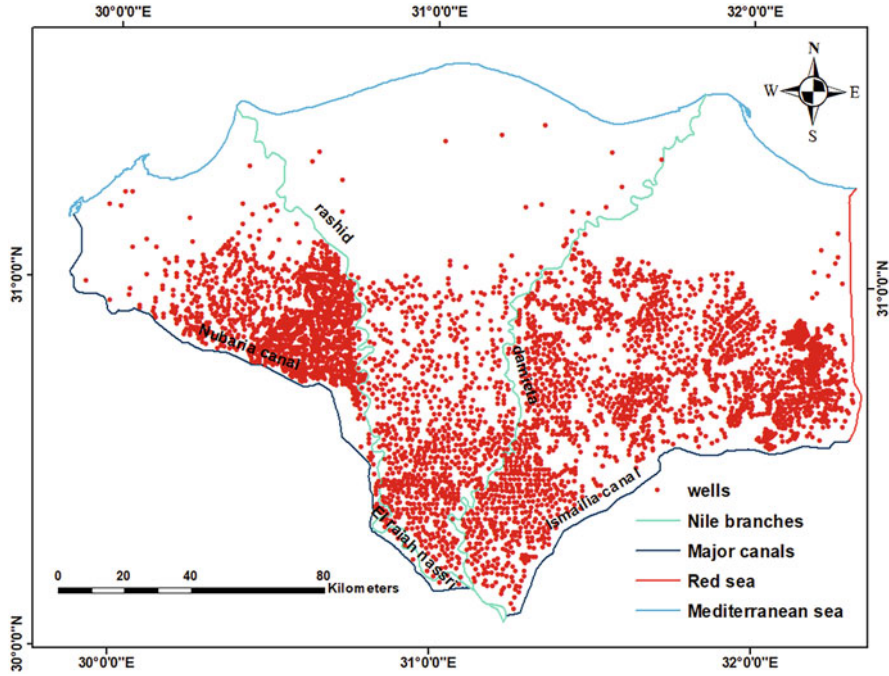 30°0'0"E 31°0'0"E 32°0'0"E
N
W E
S
rashid
31°0'0"N
31°0'0"N
Nubaria canal
damieta
wells
Ismailia canal
Nile branches
El raiah nassri
Major canals
0 20 40 80
Kilometers
Red sea
Mediterranean sea
30°0'0"N
30°0'0"E 31°0'0"E 32°0'0"E